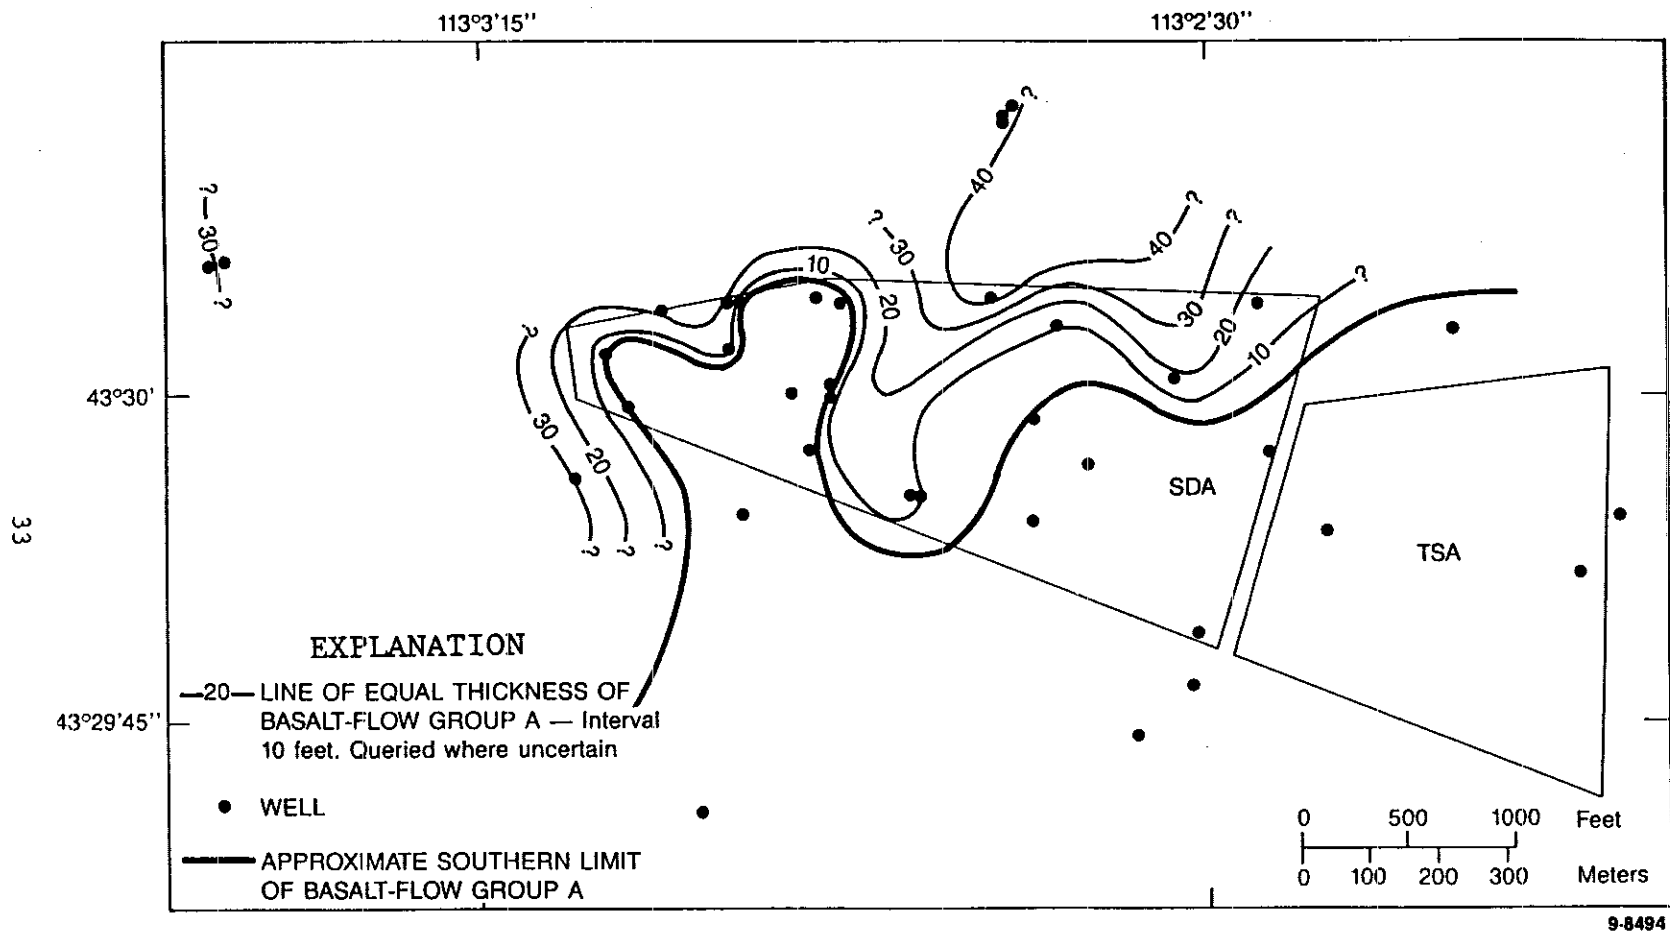 113°3'15"
113°2'30"
?
?
?
?
40
?
—30—
?
—30
40
10
?
?
20
30
20
?
10
43°30'
30
20
SDA
33
?
?
?
TSA
EXPLANATION
—20— LINE OF EQUAL THICKNESS OF
BASALT-FLOW GROUP A — Interval
10 feet. Queried where uncertain
43°29'45"
WELL
0 500 1000 Feet
APPROXIMATE SOUTHERN LIMIT
OF BASALT-FLOW GROUP A
0 100 200 300 Meters
9-8494